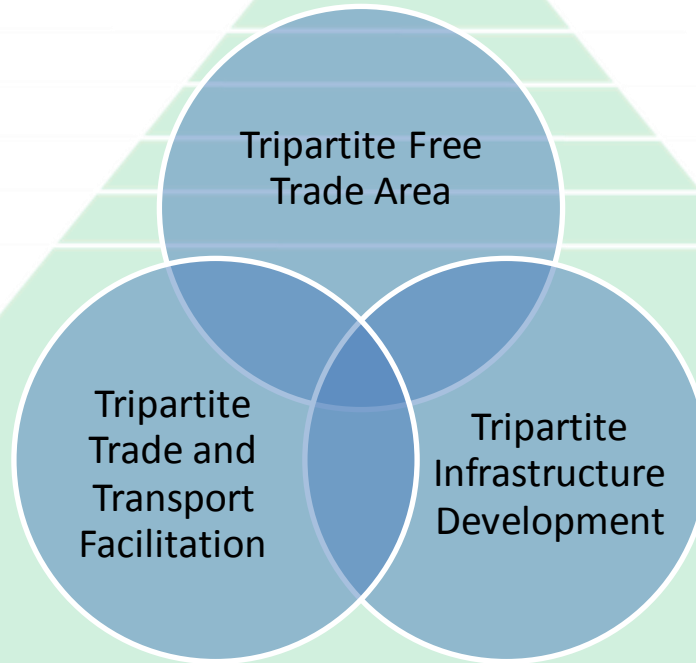 Tripartite Free
Trade Area
Tripartite
Trade and
Transport
Facilitation
Tripartite
Infrastructure
Development